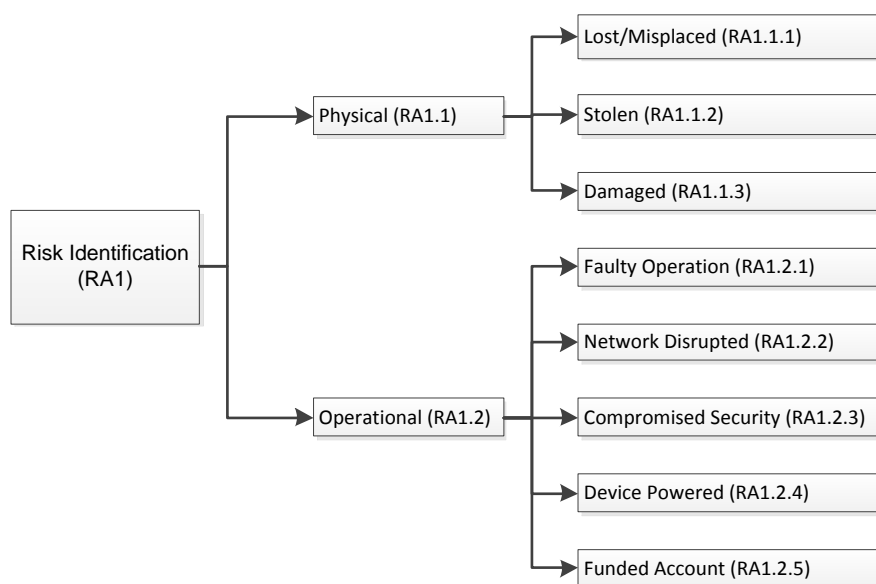 Lost/Misplaced (RA1.1.1)
Physical (RA1.1)
Stolen (RA1.1.2)
Damaged (RA1.1.3)
Risk Identification
(RA1)
Faulty Operation (RA1.2.1)
Network Disrupted (RA1.2.2)
Operational (RA1.2)
Compromised Security (RA1.2.3)
Device Powered (RA1.2.4)
Funded Account (RA1.2.5)